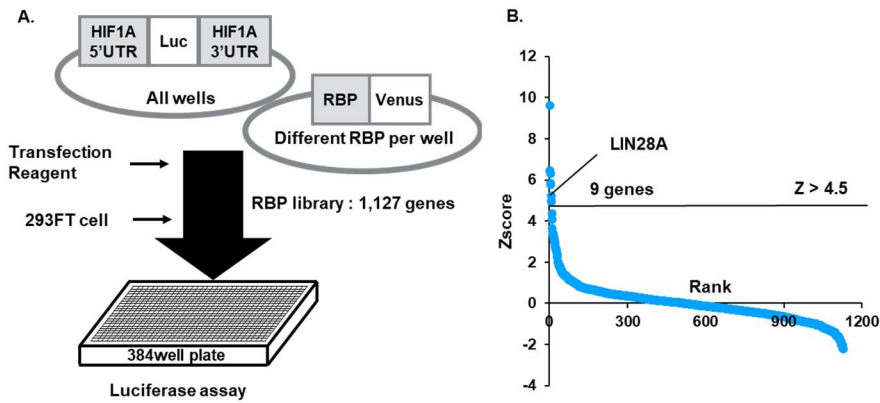 A.
HIF1A
5'UTR
Luc
HIF1A
3'UTR
All wells
RBP
Venus
Different RBP per well
Transfection
Reagent
RBP library : 1,127 genes
293FT cell
384well plate
Luciferase assay
B.
12
10
8
6
4
2
0
-2
-4
Zscore
LIN28A
9 genes
Z > 4.5
Rank
0
300
600
900
1200